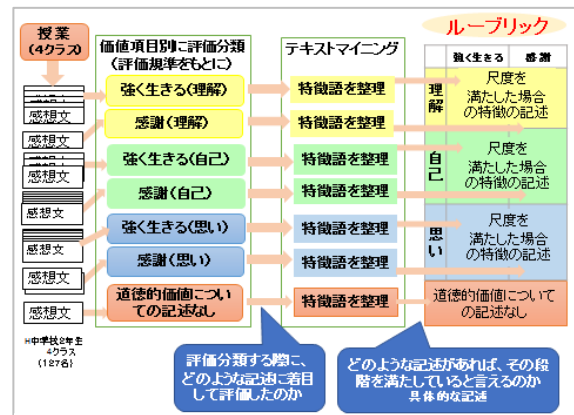 授業
(4クラス)
感想文
感想文
感想文
感想文
感想文
感想文
感想文
感想文
※中学校2年生
4クラス
(127名)
価値項目別に評価分類
(評価規準をもとに)
強く生きる(理解)
感謝(理解)
強く生きる(自己)
感謝(自己)
強く生きる(思い)
感謝(思い)
道徳的価値につい
ての記述なし
テキストマイニング
特徴語を整理
特徴語を整理
特徴語を整理
特徴語を整理
特徴語を整理
特徴語を整理
特徴語を整理
ルーブリック
強く生きる
感謝
理解
尺度を
満たした場合
の特徴の記述
自己
尺度を
満たした場合
の特徴の記述
思い
尺度を
満たした場合
の特徴の記述
道徳的価値について
の記述なし
評価分類する際に、
どのような記述に着目
して評価したのか
どのような記述があれば、その段
階を満たしていると言えるのか
具体的な記述